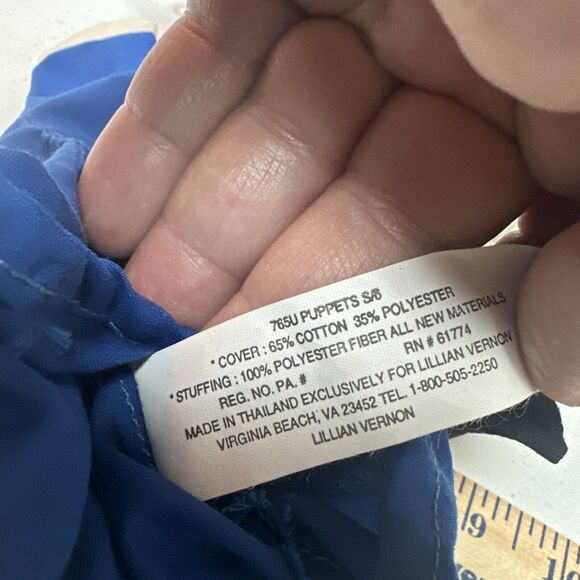 765U PUPPETS S/6
* COVER : 65% COTTON 35% POLYESTER
* STUFFING : 100% POLYESTER FIBER ALL NEW MATERIALS
REG. NO. PA. # RN # 61774
MADE IN THAILAND EXCLUSIVELY FOR LILLIAN VERNON
VIRGINIA BEACH, VA 23452 TEL. 1-800-505-2250
LILLIAN VERNON
9